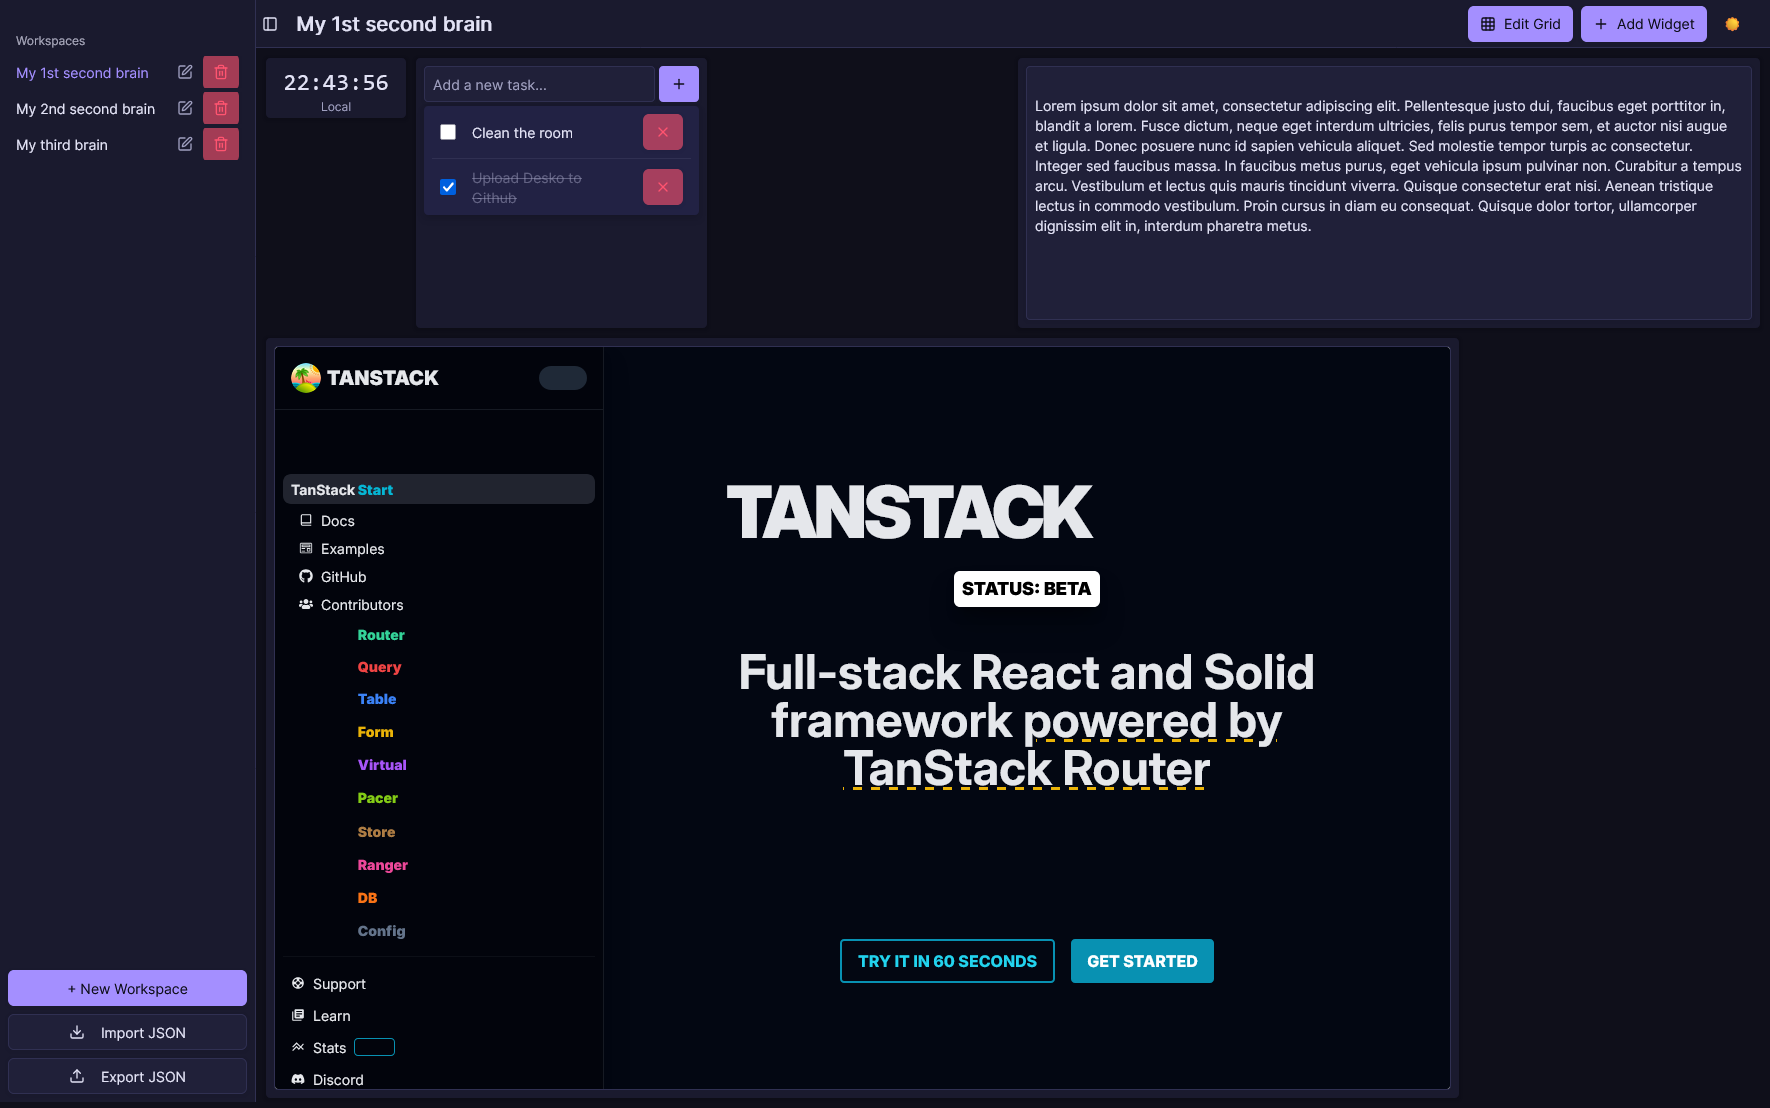 Workspaces
My 1st second brain
My 2nd second brain
My third brain
+ New Workspace
Import JSON
Export JSON
My 1st second brain
Edit Grid
Add Widget
22:43:56
Local
Add a new task...
Clean the room
Upload Desko to
Github
Lorem ipsum dolor sit amet, consectetur adipiscing elit. Pellentesque justo dui, faucibus eget porttitor in,
blandit a lorem. Fusce dictum, neque eget interdum ultricies, felis purus tempor sem, et auctor nisi augue
et ligula. Donec posuere nunc id sapien vehicula aliquet. Sed molestie tempor turpis ac consectetur.
Integer sed faucibus massa. In faucibus metus purus, eget vehicula ipsum pulvinar non. Curabitur a tempus
arcu. Vestibulum et lectus quis mauris tincidunt viverra. Quisque consectetur erat nisi. Aenean tristique
lectus in commodo vestibulum. Proin cursus in diam eu consequat. Quisque dolor tortor, ullamcorper
dignissim elit in, interdum pharetra metus.
TANSTACK
TanStack Start
Docs
Examples
GitHub
Contributors
Router
Query
Table
Form
Virtual
Pacer
Store
Ranger
DB
Config
Support
Learn
Stats
Discord
TANSTACK
STATUS: BETA
Full-stack React and Solid
framework powered by
TanStack Router
TRY IT IN 60 SECONDS
GET STARTED